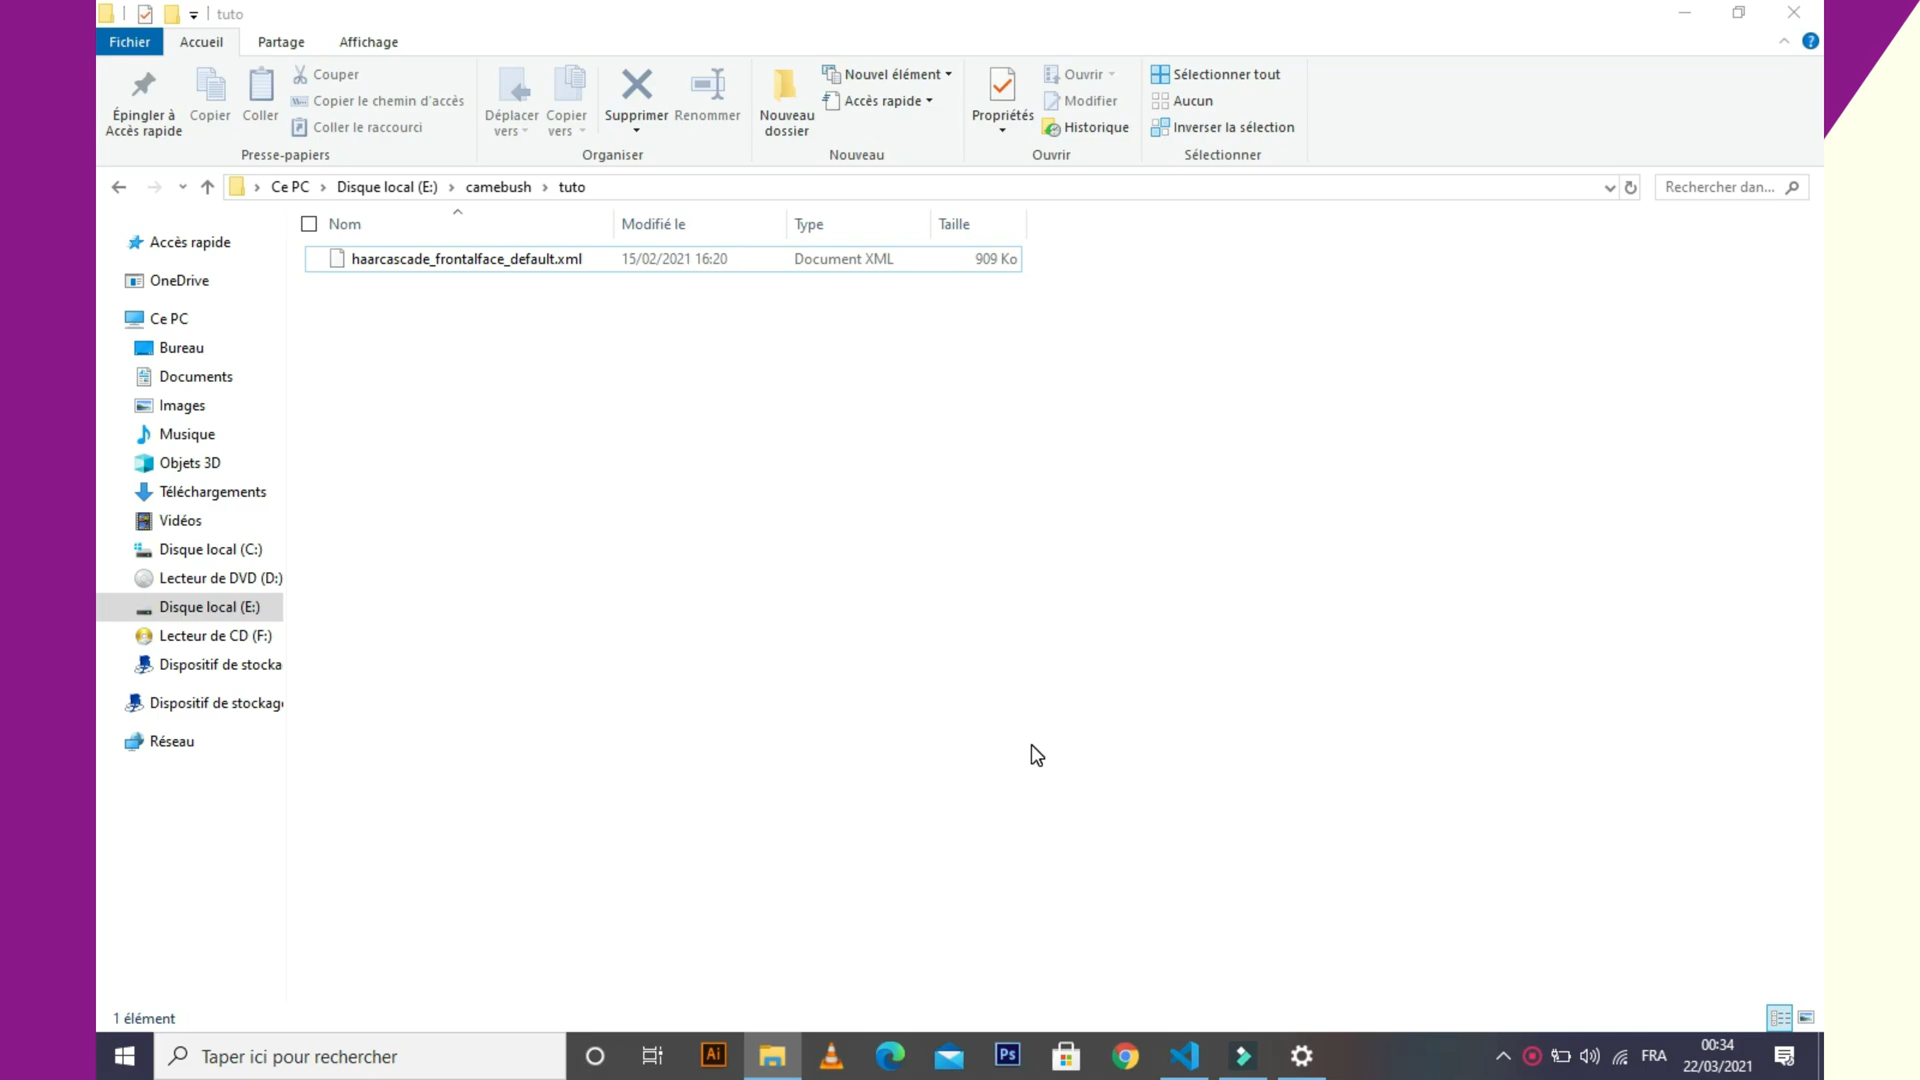 tuto
Fichier Accueil Partage Affichage
Épingler à Accès rapide
Copier
Coller
Couper
Copier le chemin d'accès
Coller le raccourci
Presse-papiers
Déplacer vers
Copier vers
Supprimer
Renommer
Organiser
Nouveau dossier
Nouvel élément
Accès rapide
Nouveau
Propriétés
Ouvrir
Modifier
Historique
Ouvrir
Sélectionner tout
Aucun
Inverser la sélection
Sélectionner
Ce PC > Disque local (E:) > camebush > tuto
Rechercher dan...
Nom Modifié le Type Taille
haarcascade_frontalface_default.xml 15/02/2021 16:20 Document XML 909 Ko
Accès rapide
OneDrive
Ce PC
Bureau
Documents
Images
Musique
Objets 3D
Téléchargements
Vidéos
Disque local (C:)
Lecteur de DVD (D:)
Disque local (E:)
Lecteur de CD (F:)
Dispositif de stocka
Dispositif de stockag
Réseau
1 élément
Taper ici pour rechercher
Ai
Ps
FRA
00:34
22/03/2021